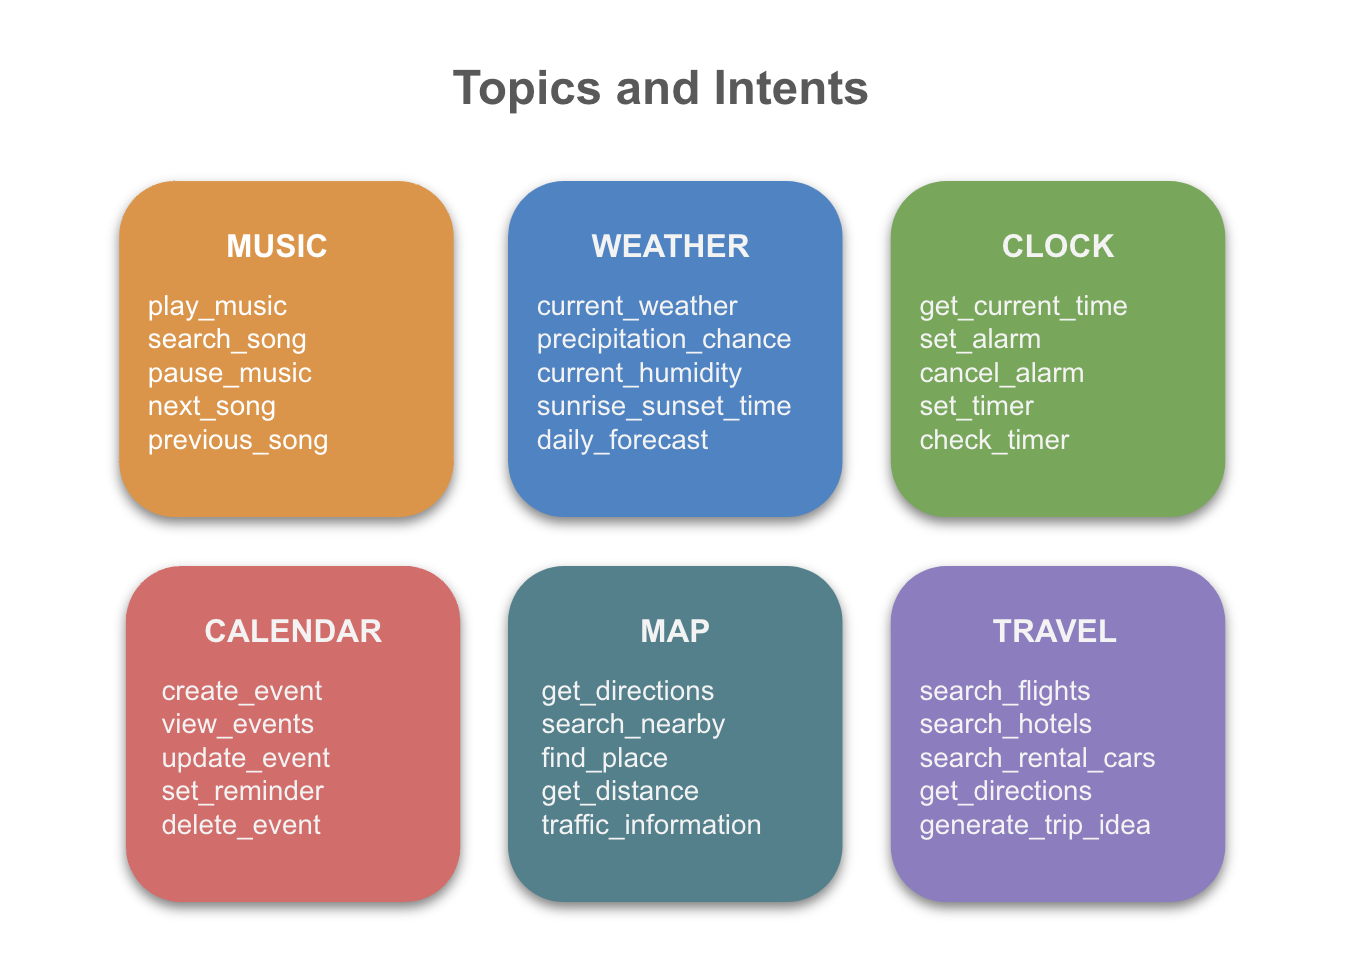 Topics and Intents
MUSIC
play_music
search_song
pause_music
next_song
previous_song
WEATHER
current_weather
precipitation_chance
current_humidity
sunrise_sunset_time
daily_forecast
CLOCK
get_current_time
set_alarm
cancel_alarm
set_timer
check_timer
CALENDAR
create_event
view_events
update_event
set_reminder
delete_event
MAP
get_directions
search_nearby
find_place
get_distance
traffic_information
TRAVEL
search_flights
search_hotels
search_rental_cars
get_directions
generate_trip_idea